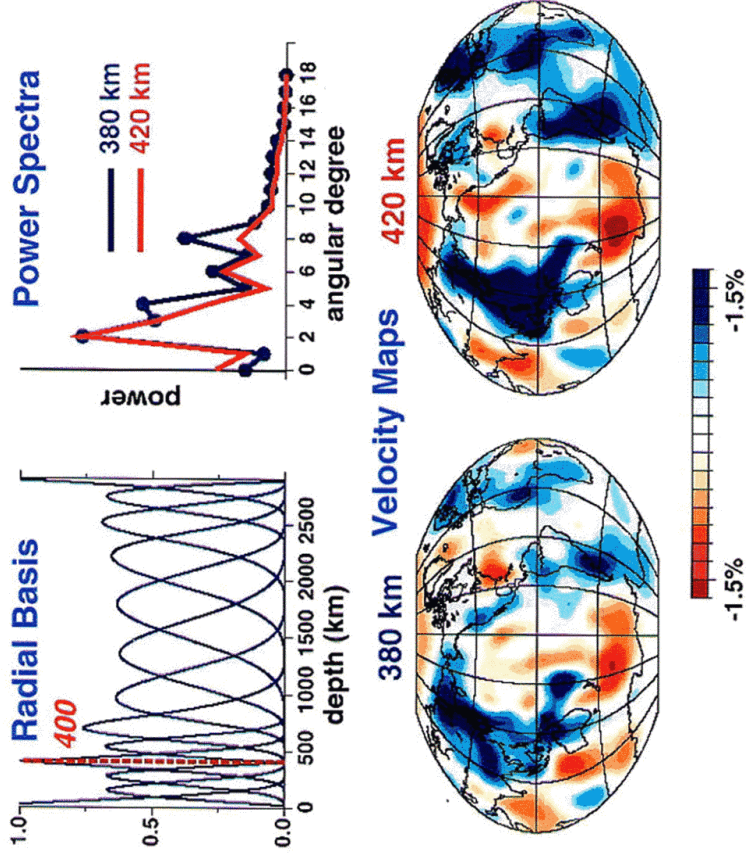 Radial Basis
400
1.0
0.5
0.0
0
500
1000
1500
2000
2500
depth (km)
Power Spectra
380 km
420 km
power
0
2
4
6
8
10
12
14
16
18
angular degree
380 km
Velocity Maps
420 km
-1.5%
-1.5%